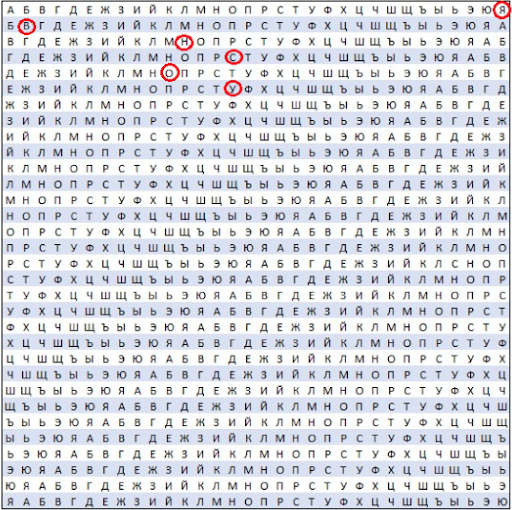 А Б В Г Д Е Ж З И Й К Л М Н О П Р С Т У Ф Х Ц Ч Ш Щ Ъ Ы Ь Э Ю Я
Б В Г Д Е Ж З И Й К Л М Н О П Р С Т У Ф Х Ц Ч Ш Щ Ъ Ы Ь Э Ю Я А
В Г Д Е Ж З И Й К Л М Н О П Р С Т У Ф Х Ц Ч Ш Щ Ъ Ы Ь Э Ю Я А Б
Г Д Е Ж З И Й К Л М Н О П Р С Т У Ф Х Ц Ч Ш Щ Ъ Ы Ь Э Ю Я А Б В
Д Е Ж З И Й К Л М Н О П Р С Т У Ф Х Ц Ч Ш Щ Ъ Ы Ь Э Ю Я А Б В Г
Е Ж З И Й К Л М Н О П Р С Т У Ф Х Ц Ч Ш Щ Ъ Ы Ь Э Ю Я А Б В Г Д
Ж З И Й К Л М Н О П Р С Т У Ф Х Ц Ч Ш Щ Ъ Ы Ь Э Ю Я А Б В Г Д Е
З И Й К Л М Н О П Р С Т У Ф Х Ц Ч Ш Щ Ъ Ы Ь Э Ю Я А Б В Г Д Е Ж
И Й К Л М Н О П Р С Т У Ф Х Ц Ч Ш Щ Ъ Ы Ь Э Ю Я А Б В Г Д Е Ж З
Й К Л М Н О П Р С Т У Ф Х Ц Ч Ш Щ Ъ Ы Ь Э Ю Я А Б В Г Д Е Ж З И
К Л М Н О П Р С Т У Ф Х Ц Ч Ш Щ Ъ Ы Ь Э Ю Я А Б В Г Д Е Ж З И Й
Л М Н О П Р С Т У Ф Х Ц Ч Ш Щ Ъ Ы Ь Э Ю Я А Б В Г Д Е Ж З И Й К
М Н О П Р С Т У Ф Х Ц Ч Ш Щ Ъ Ы Ь Э Ю Я А Б В Г Д Е Ж З И Й К Л
Н О П Р С Т У Ф Х Ц Ч Ш Щ Ъ Ы Ь Э Ю Я А Б В Г Д Е Ж З И Й К Л М
О П Р С Т У Ф Х Ц Ч Ш Щ Ъ Ы Ь Э Ю Я А Б В Г Д Е Ж З И Й К Л М Н
П Р С Т У Ф Х Ц Ч Ш Щ Ъ Ы Ь Э Ю Я А Б В Г Д Е Ж З И Й К Л М Н О
Р С Т У Ф Х Ц Ч Ш Щ Ъ Ы Ь Э Ю Я А Б В Г Д Е Ж З И Й К Л С Н О П
С Т У Ф Х Ц Ч Ш Щ Ъ Ы Ь Э Ю Я А Б В Г Д Е Ж З И Й К Л М Н О П Р
Т У Ф Х Ц Ч Ш Щ Ъ Ы Ь Э Ю Я А Б В Г Д Е Ж З И Й К Л М Н О П Р С
У Ф Х Ц Ч Ш Щ Ъ Ы Ь Э Ю Я А Б В Г Д Е Ж З И Й К Л М Н О П Р С Т
Ф Х Ц Ч Ш Щ Ъ Ы Ь Э Ю Я А Б В Г Д Е Ж З И Й К Л М Н О П Р С Т У
Х Ц Ч Ш Щ Ъ Ы Ь Э Ю Я А Б В Г Д Е Ж З И Й К Л М Н О П Р С Т У Ф
Ц Ч Ш Щ Ъ Ы Ь Э Ю Я А Б В Г Д Е Ж З И Й К Л М Н О П Р С Т У Ф Х
Ч Ш Щ Ъ Ы Ь Э Ю Я А Б В Г Д Е Ж З И Й К Л М Н О П Р С Т У Ф Х Ц
Ш Щ Ъ Ы Ь Э Ю Я А Б В Г Д Е Ж З И Й К Л М Н О П Р С Т У Ф Х Ц Ч
Щ Ъ Ы Ь Э Ю Я А Б В Г Д Е Ж З И Й К Л М Н О П Р С Т У Ф Х Ц Ч Ш
Ъ Ы Ь Э Ю Я А Б В Г Д Е Ж З И Й К Л М Н О П Р С Т У Ф Х Ц Ч Ш Щ
Ы Ь Э Ю Я А Б В Г Д Е Ж З И Й К Л М Н О П Р С Т У Ф Х Ц Ч Ш Щ Ъ
Ь Э Ю Я А Б В Г Д Е Ж З И Й К Л М Н О П Р С Т У Ф Х Ц Ч Ш Щ Ъ Ы
Э Ю Я А Б В Г Д Е Ж З И Й К Л М Н О П Р С Т У Ф Х Ц Ч Ш Щ Ъ Ы Ь
Ю Я А Б В Г Д Е Ж З И Й К Л М Н О П Р С Т У Ф Х Ц Ч Ш Щ Ъ Ы Ь Э
Я А Б В Г Д Е Ж З И Й К Л М Н О П Р С Т У Ф Х Ц Ч Ш Щ Ъ Ы Ь Э Ю